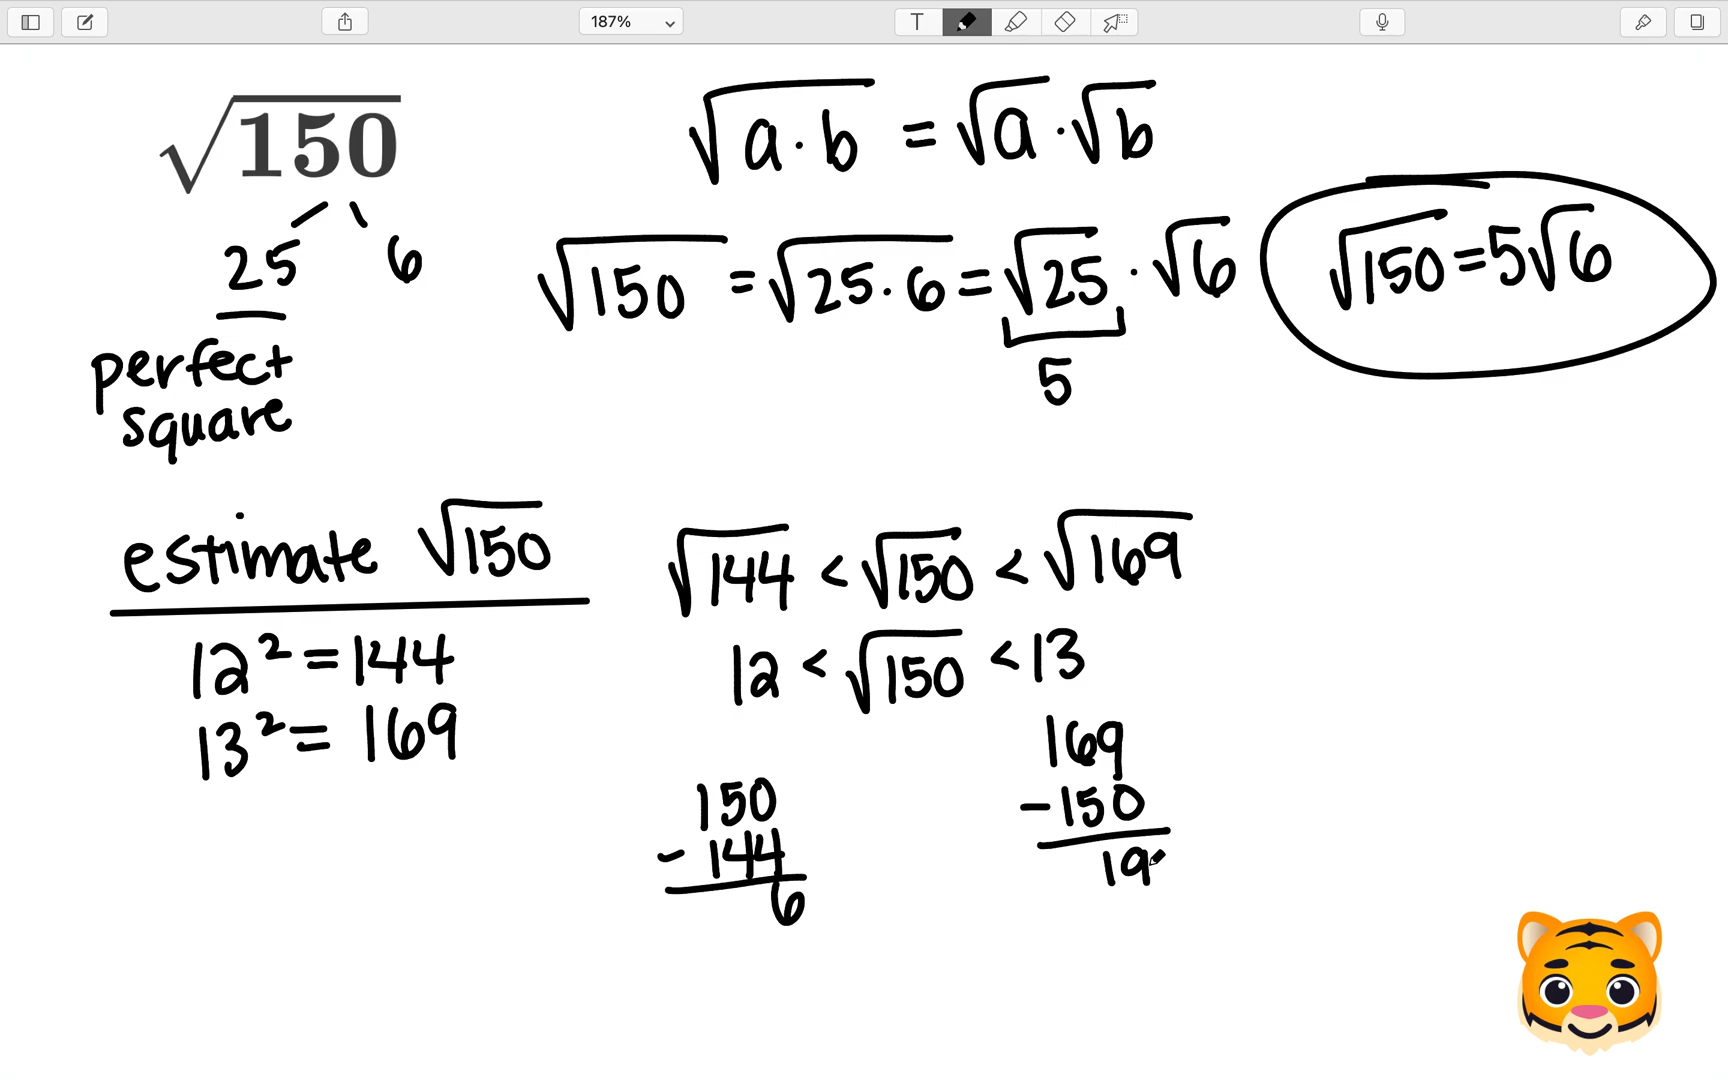 187%
T
√150
25 6
perfect
square
√a·b = √a · √b
√150 = √25·6 = √25 · √6
5
√150 = 5√6
estimate √150
12² = 144
13² = 169
√144 < √150 < √169
12 < √150 < 13
150
- 144
6
169
- 150
19